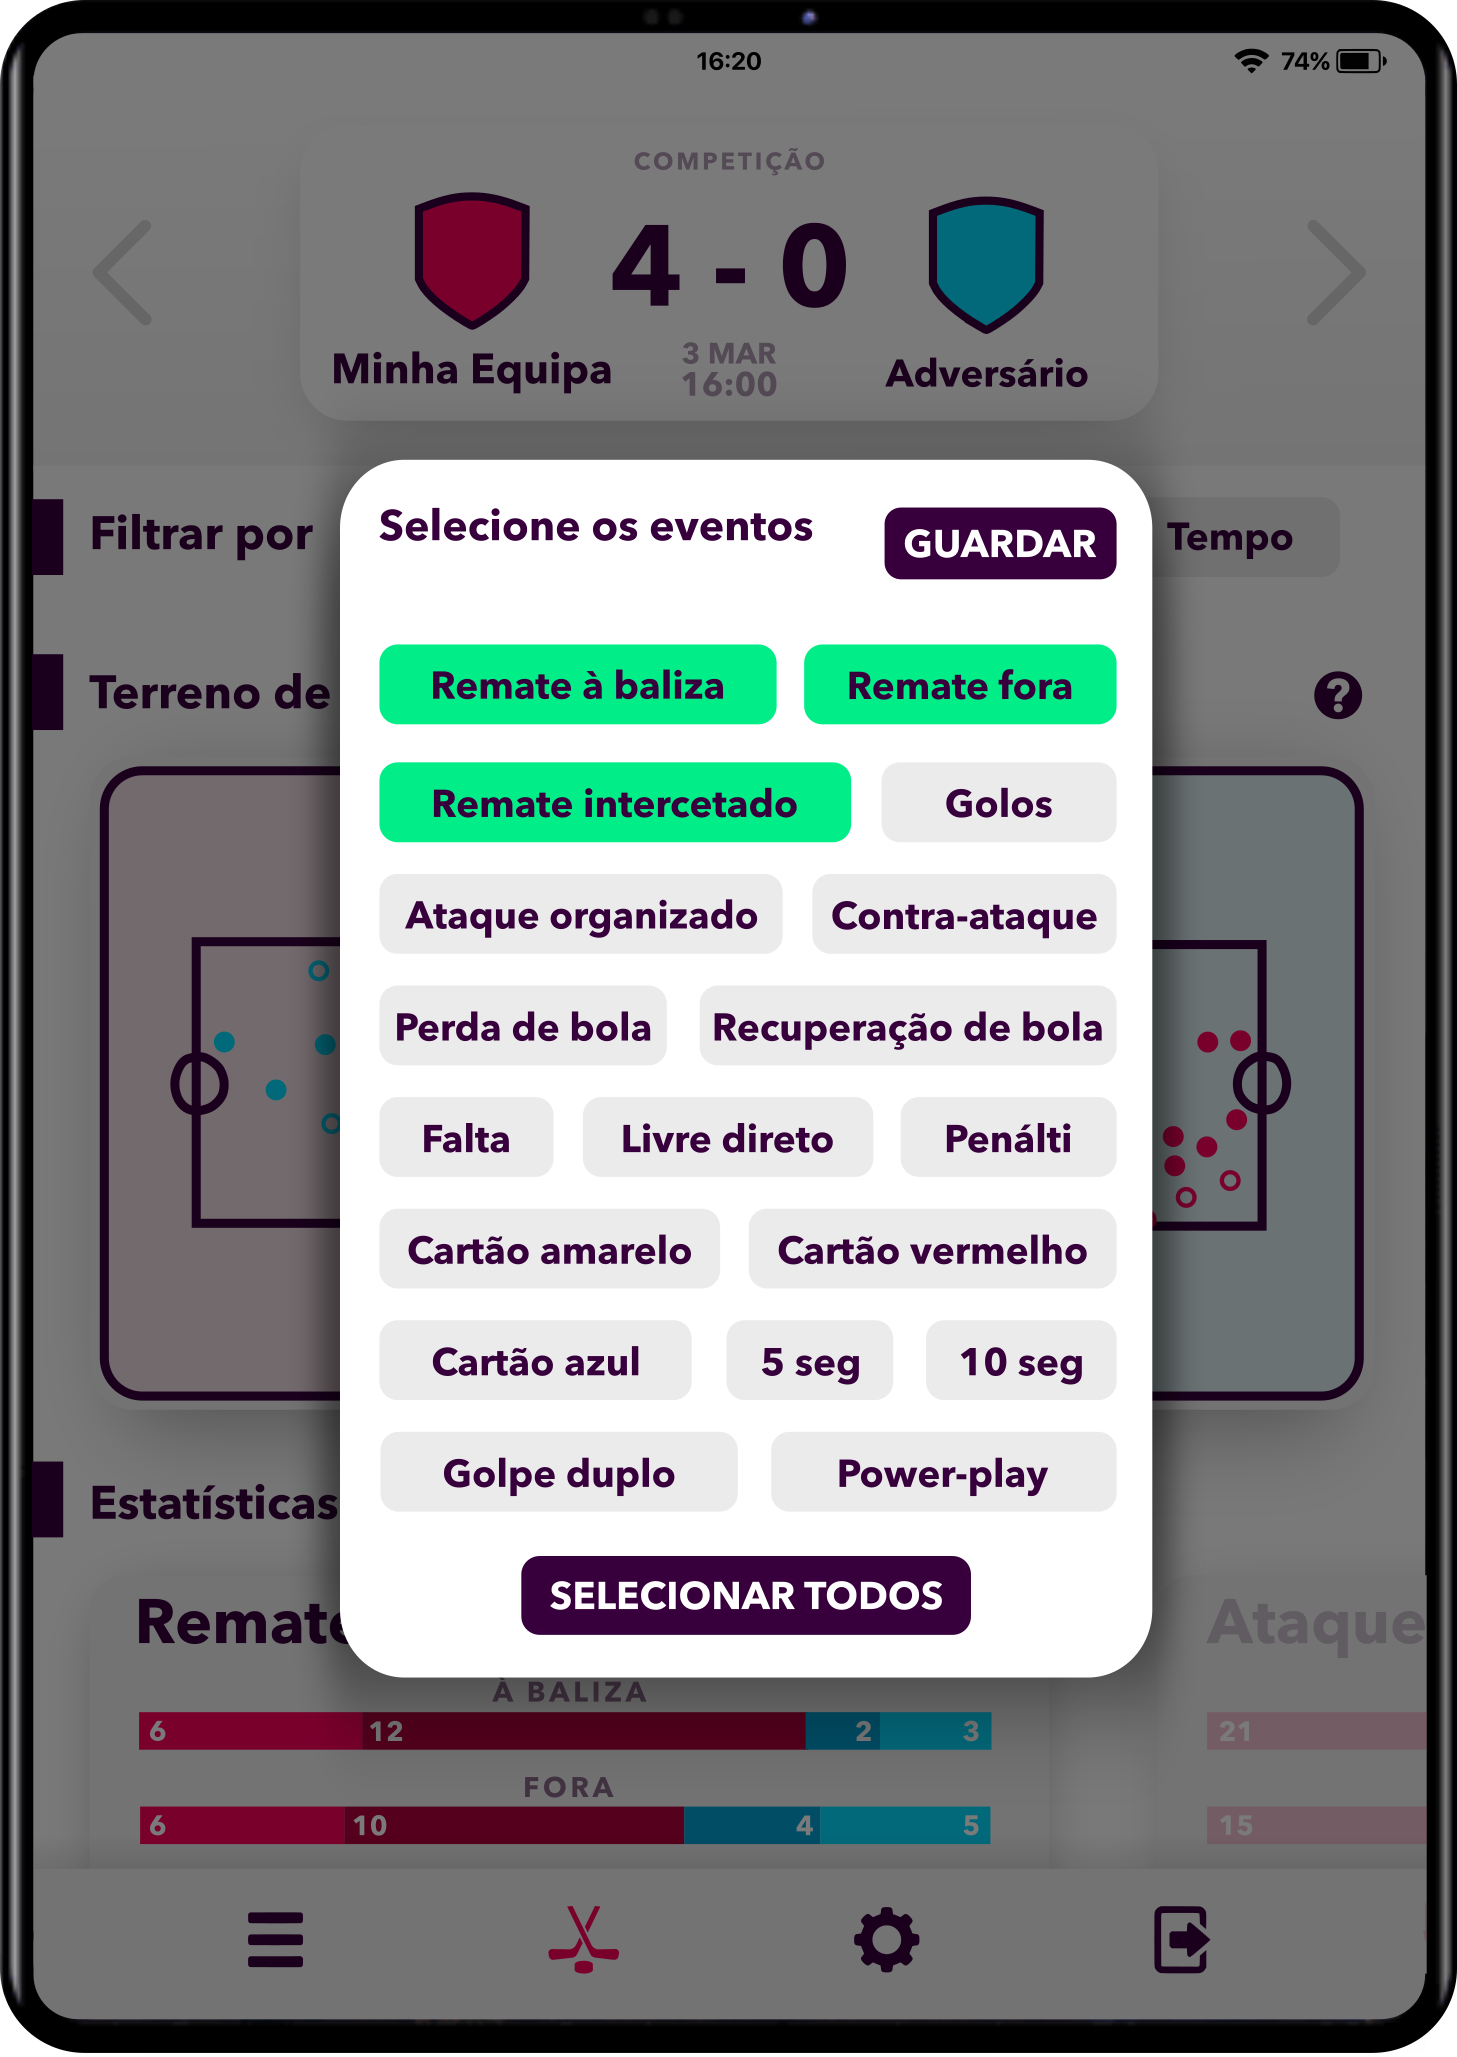 16:20
74%
COMPETIÇÃO
4 - 0
Minha Equipa
3 MAR
16:00
Adversário
Filtrar por
Tempo
Selecione os eventos
GUARDAR
Terreno de
?
Remate à baliza
Remate fora
Remate intercetado
Golos
Ataque organizado
Contra-ataque
Perda de bola
Recuperação de bola
Falta
Livre direto
Penálti
Cartão amarelo
Cartão vermelho
Cartão azul
5 seg
10 seg
Golpe duplo
Power-play
SELECIONAR TODOS
Estatísticas
Remate
Ataque
À BALIZA
6 12 2 3
21
FORA
6 10 4 5
15